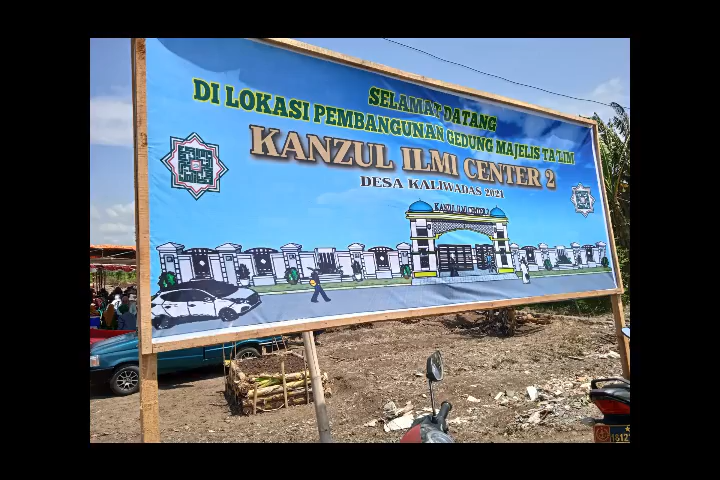 SELAMAT DATANG
DI LOKASI PEMBANGUNAN GEDUNG MAJELIS TA'LIM
KANZUL ILMI CENTER 2
DESA KALIWADAS 2021
KANZUL ILMI CENTER 2